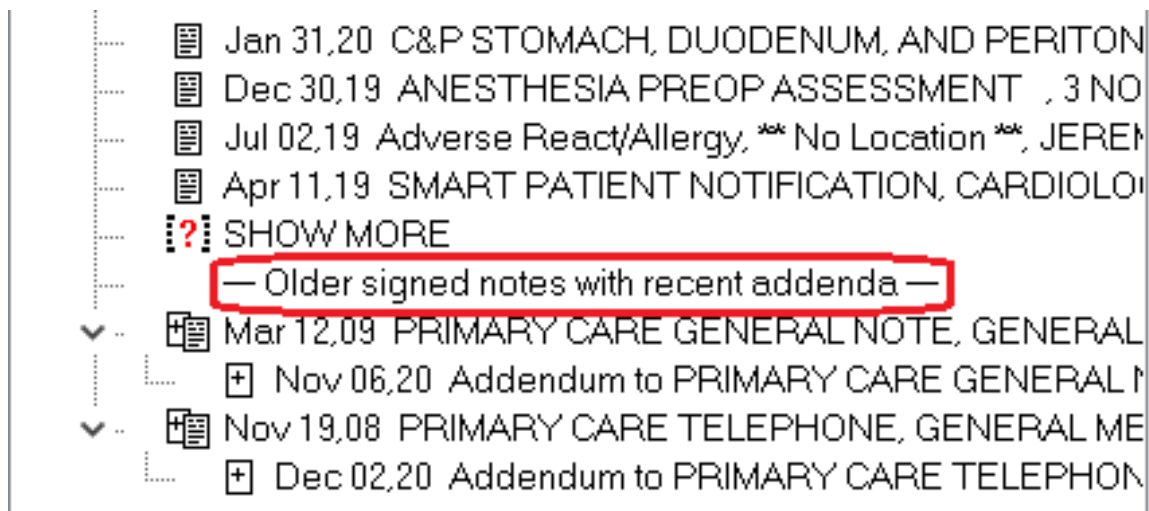 Jan 31,20 C&P STOMACH, DUODENUM, AND PERITON
Dec 30,19 ANESTHESIA PREOP ASSESSMENT , 3 NO
Jul 02,19 Adverse React/Allergy, ** No Location **, JEREM
Apr 11,19 SMART PATIENT NOTIFICATION, CARDIOLO
[?] SHOW MORE
— Older signed notes with recent addenda —
Mar 12,09 PRIMARY CARE GENERAL NOTE, GENERAL
Nov 06,20 Addendum to PRIMARY CARE GENERAL N
Nov 19,08 PRIMARY CARE TELEPHONE, GENERAL ME
Dec 02,20 Addendum to PRIMARY CARE TELEPHON